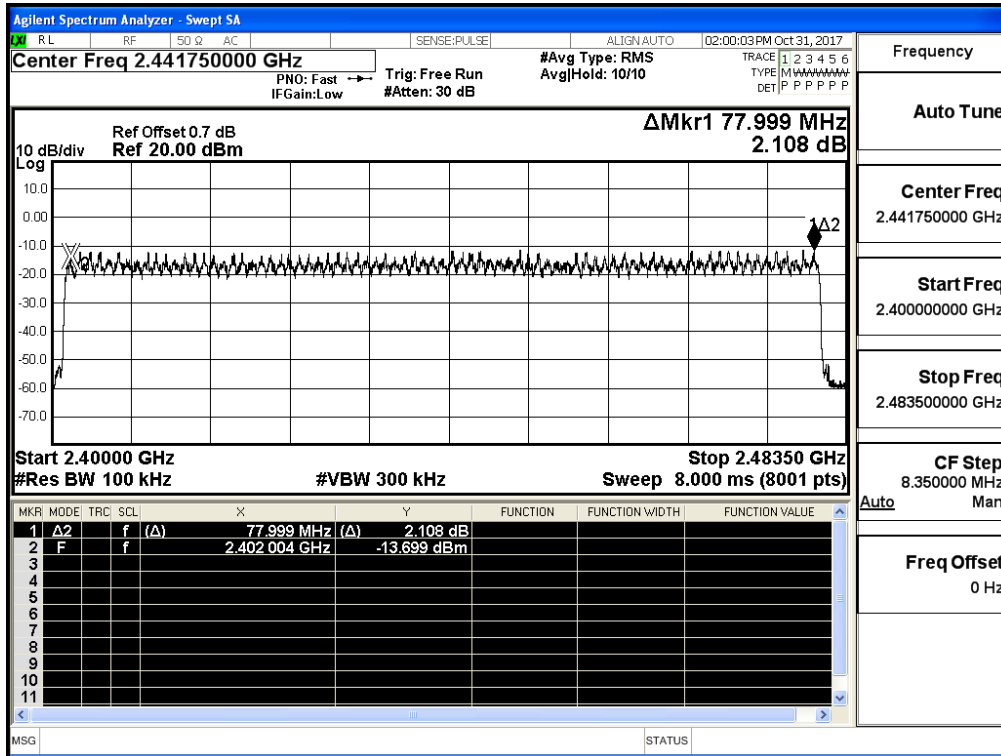 Agilent Spectrum Analyzer - Swept SA
LXI RL RF 50 Ω AC SENSE:PULSE ALIGN AUTO 02:00:03 PM Oct 31, 2017
Center Freq 2.441750000 GHz
PNO: Fast
IFGain:Low
Trig: Free Run
#Atten: 30 dB
#Avg Type: RMS
Avg|Hold: 10/10
TRACE 1 2 3 4 5 6
TYPE M
DET P P P P P P
Ref Offset 0.7 dB
10 dB/div Ref 20.00 dBm
Log
ΔMkr1 77.999 MHz
2.108 dB
10.0
0.00
-10.0
-20.0
-30.0
-40.0
-50.0
-60.0
-70.0
1Δ2
Start 2.40000 GHz Stop 2.48350 GHz
#Res BW 100 kHz #VBW 300 kHz Sweep 8.000 ms (8001 pts)
MKR MODE TRC SCL X Y FUNCTION FUNCTION WIDTH FUNCTION VALUE
1 Δ2 f (Δ) 77.999 MHz (Δ) 2.108 dB
2 F f 2.402 004 GHz -13.699 dBm
3
4
5
6
7
8
9
10
11
MSG STATUS
Frequency
Auto Tune
Center Freq
2.441750000 GHz
Start Freq
2.400000000 GHz
Stop Freq
2.483500000 GHz
CF Step
8.350000 MHz
Auto Man
Freq Offset
0 Hz